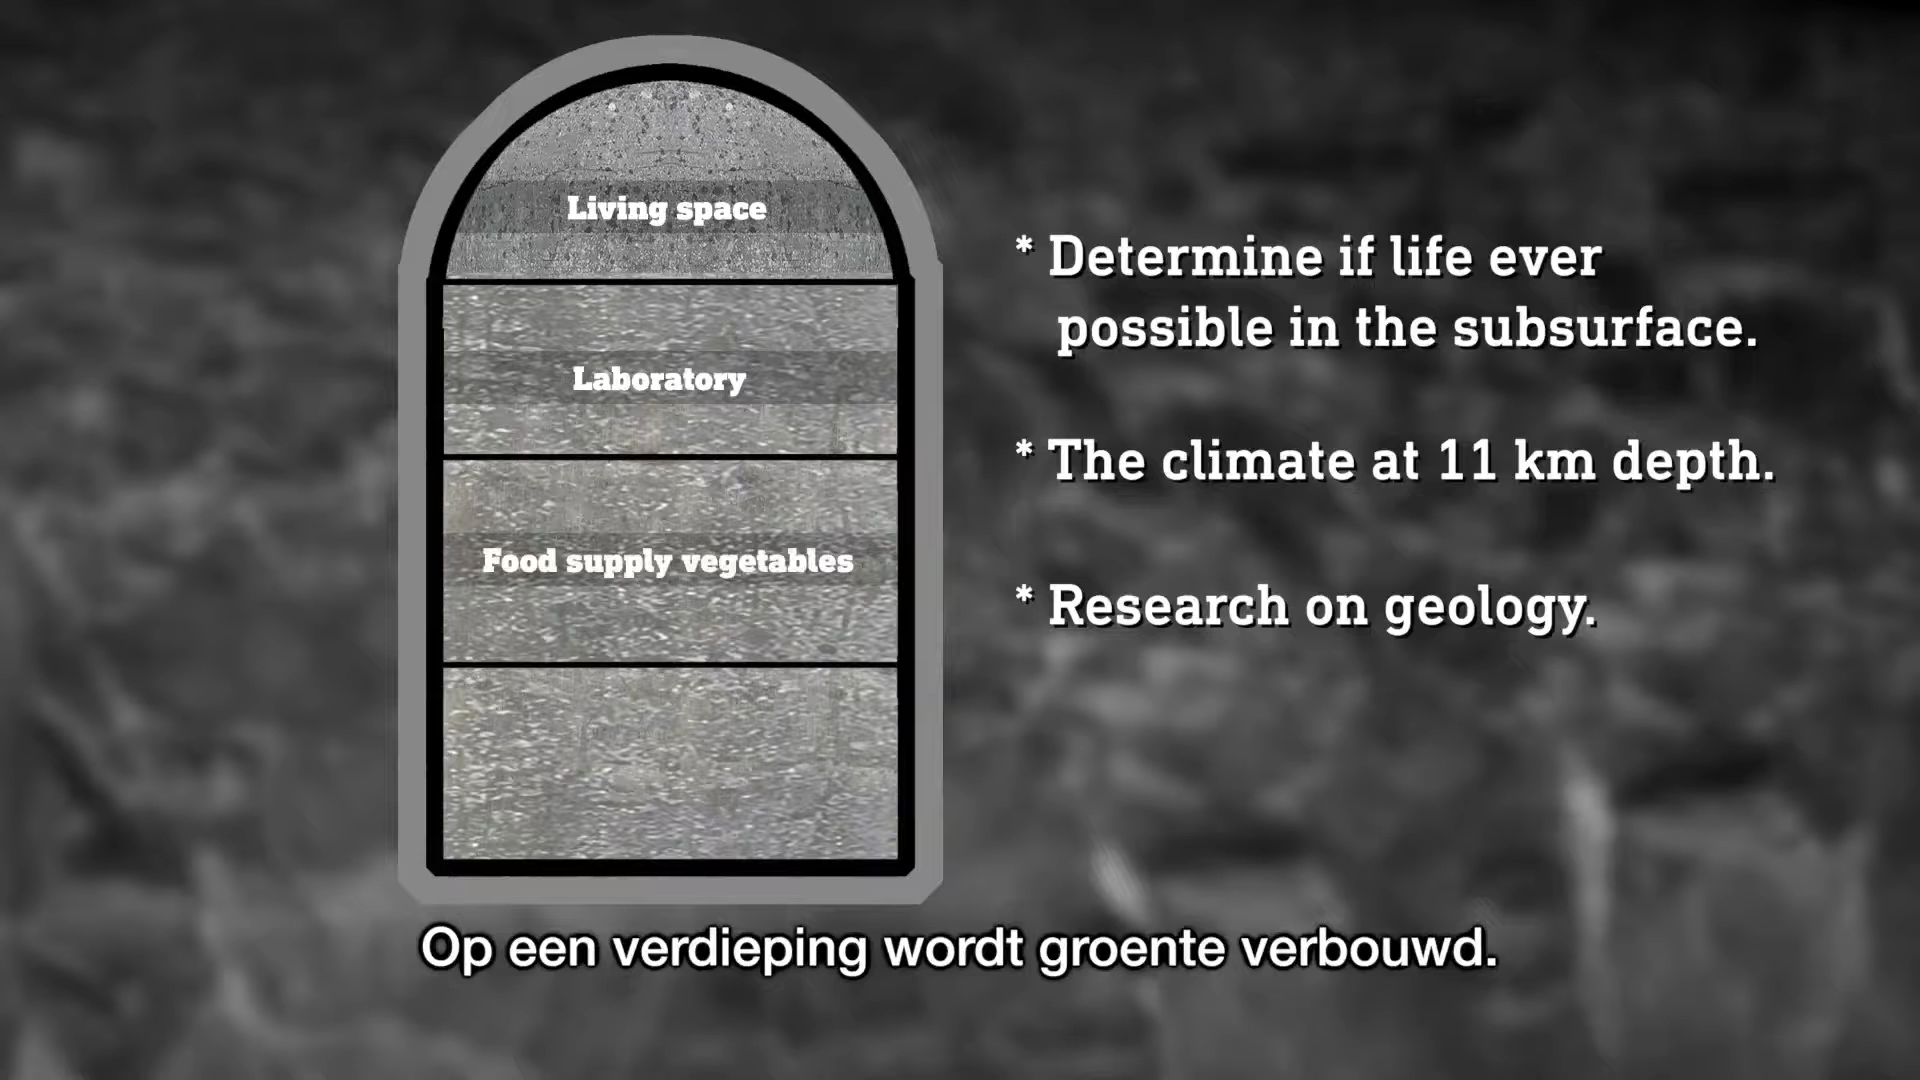 Living space
Laboratory
Food supply vegetables
* Determine if life ever
possible in the subsurface.
* The climate at 11 km depth.
* Research on geology.
Op een verdieping wordt groente verbouwd.